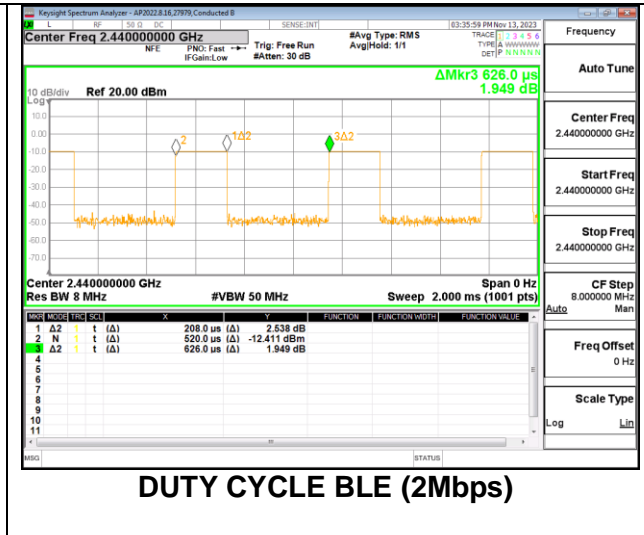 Keysight Spectrum Analyzer - AP2022.8.16,27979,Conducted B
L RF 50 Ω DC SENSE:INT 03:35:59 PM Nov 13, 2023
Center Freq 2.440000000 GHz
NFE PNO: Fast IFGain:Low
Trig: Free Run #Atten: 30 dB
#Avg Type: RMS Avg|Hold: 1/1
TRACE 1 2 3 4 5 6
TYPE A WWWWW
DET P NNNNN
ΔMkr3 626.0 µs
1.949 dB
10 dB/div Ref 20.00 dBm
Log
10.0
0.00
-10.0
-20.0
-30.0
-40.0
-50.0
-60.0
-70.0
2
1Δ2
3Δ2
Center 2.440000000 GHz Span 0 Hz
Res BW 8 MHz #VBW 50 MHz Sweep 2.000 ms (1001 pts)
MKR MODE TRC SCL X Y FUNCTION FUNCTION WIDTH FUNCTION VALUE
1 Δ2 1 t (Δ) 208.0 µs (Δ) 2.538 dB
2 N 1 t 520.0 µs -12.411 dBm
3 Δ2 1 t (Δ) 626.0 µs (Δ) 1.949 dB
4
5
6
7
8
9
10
11
MSG STATUS
Frequency
Auto Tune
Center Freq
2.440000000 GHz
Start Freq
2.440000000 GHz
Stop Freq
2.440000000 GHz
CF Step
8.000000 MHz
Auto Man
Freq Offset
0 Hz
Scale Type
Log Lin
DUTY CYCLE BLE (2Mbps)